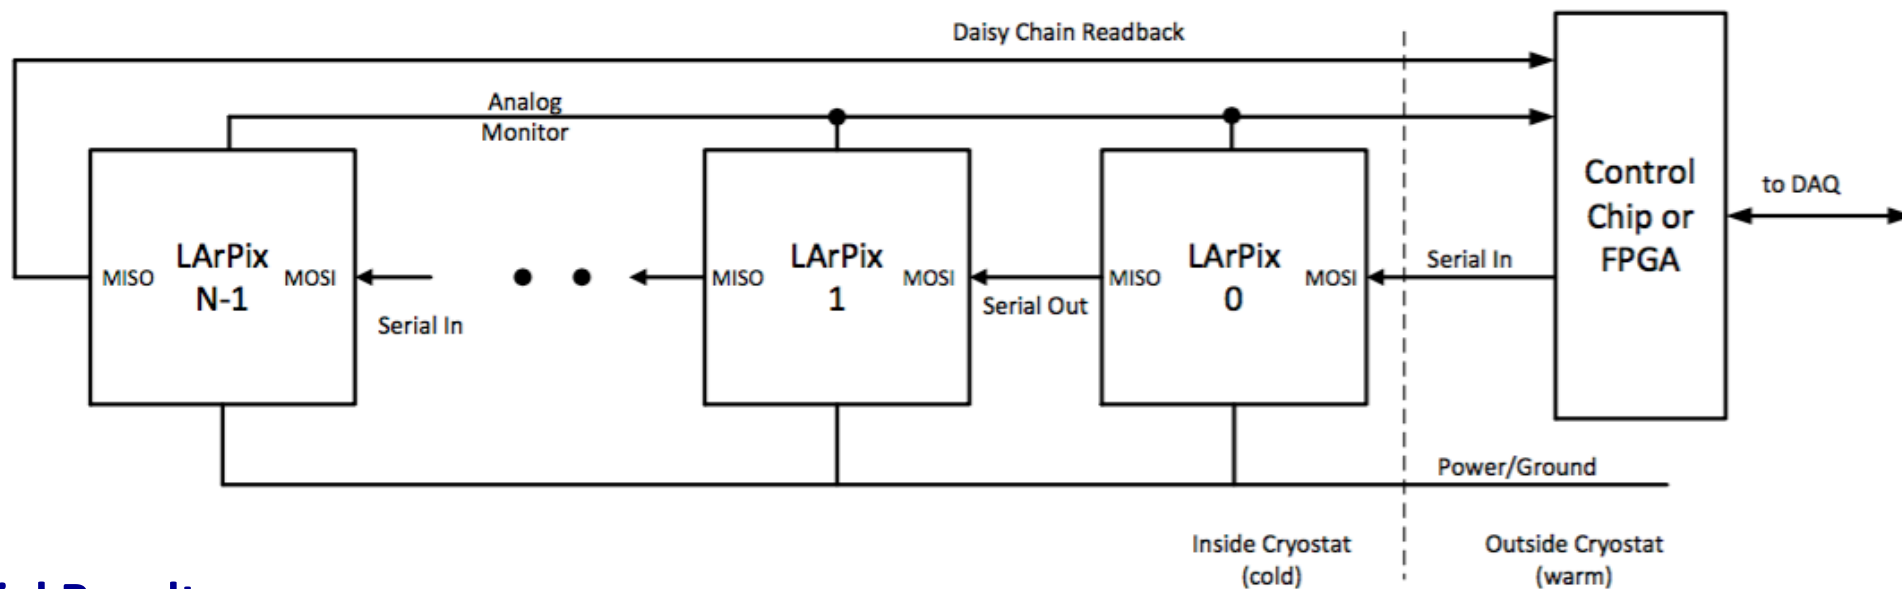 Daisy Chain Readback
Analog
Monitor
Control
Chip or
FPGA
to DAQ
LArPix
N-1
MISO
MOSI
Serial In
LArPix
1
MISO
MOSI
Serial Out
LArPix
0
MISO
MOSI
Serial In
Power/Ground
Inside Cryostat
(cold)
Outside Cryostat
(warm)